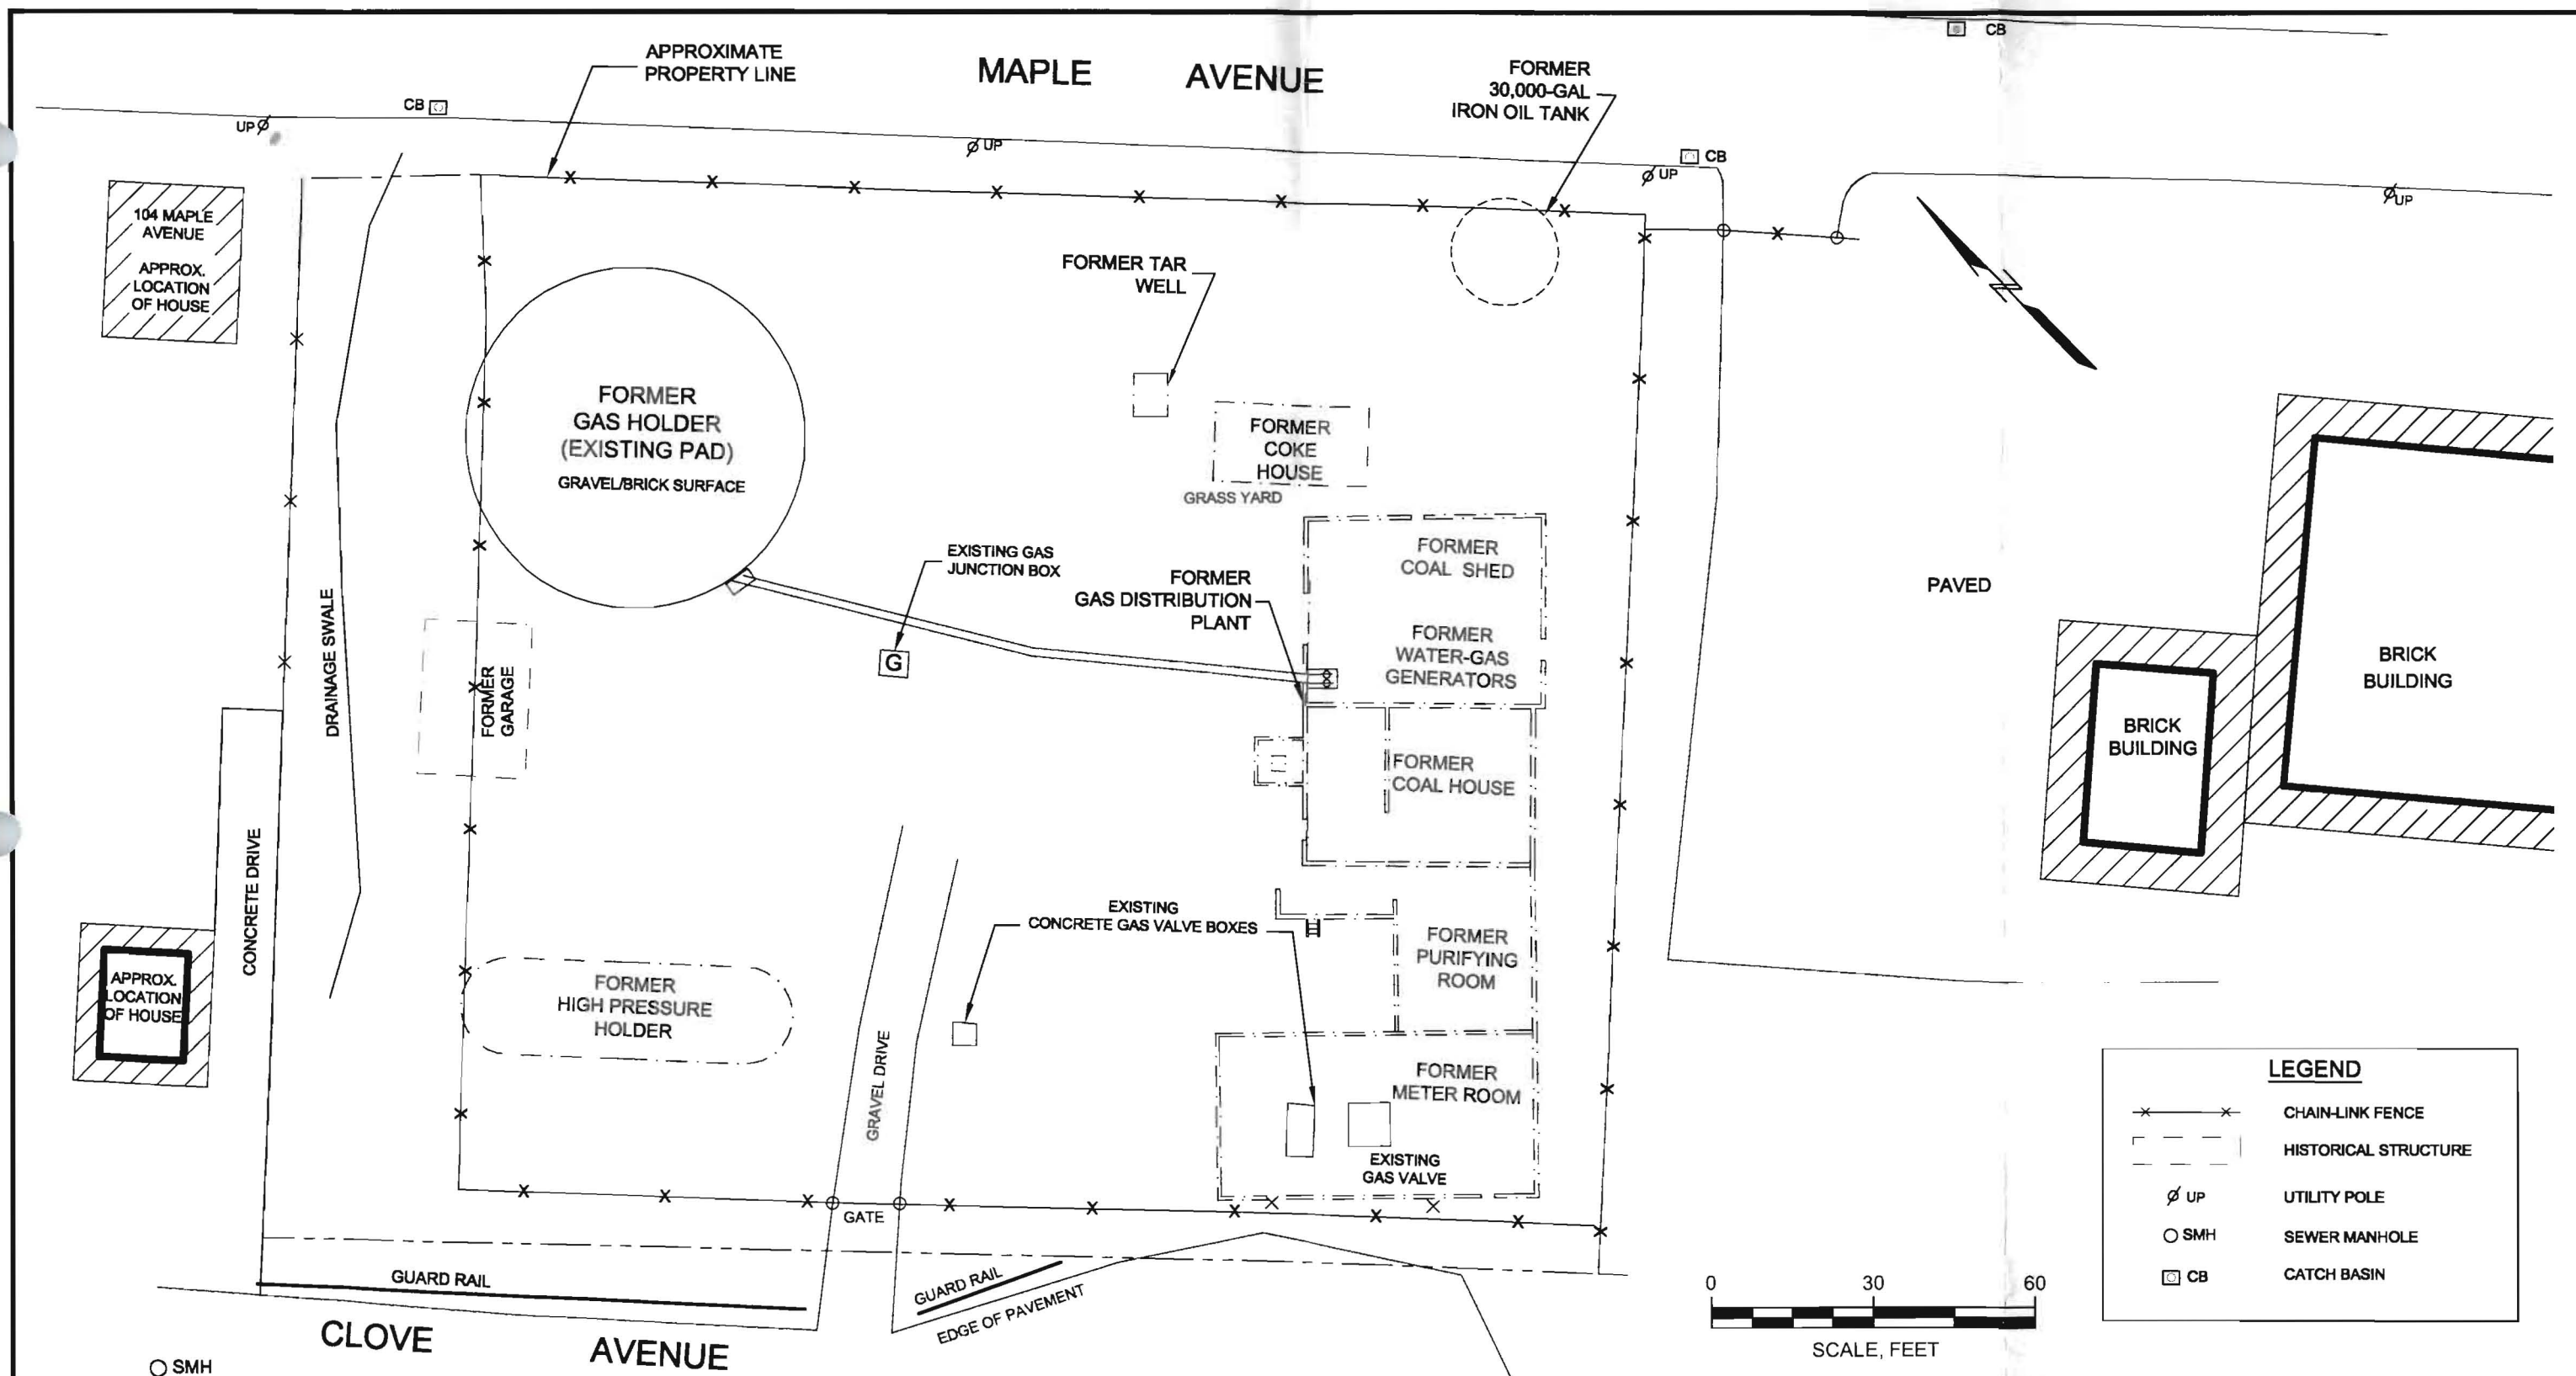 CB
APPROXIMATE
PROPERTY LINE
MAPLE AVENUE
FORMER
30,000-GAL
IRON OIL TANK
CB
UP
UP
CB
UP
UP
104 MAPLE
AVENUE
APPROX.
LOCATION
OF HOUSE
FORMER TAR
WELL
N
FORMER
GAS HOLDER
(EXISTING PAD)
GRAVEL/BRICK SURFACE
FORMER
COKE
HOUSE
GRASS YARD
EXISTING GAS
JUNCTION BOX
G
FORMER
GAS DISTRIBUTION
PLANT
FORMER
COAL SHED
FORMER
WATER-GAS
GENERATORS
PAVED
BRICK
BUILDING
BRICK
BUILDING
DRAINAGE SWALE
FORMER
GARAGE
FORMER
COAL HOUSE
CONCRETE DRIVE
APPROX.
LOCATION
OF HOUSE
FORMER
HIGH PRESSURE
HOLDER
GRAVEL DRIVE
EXISTING
CONCRETE GAS VALVE BOXES
FORMER
PURIFYING
ROOM
FORMER
METER ROOM
EXISTING
GAS VALVE
GATE
GUARD RAIL
GUARD RAIL
EDGE OF PAVEMENT
CLOVE AVENUE
SMH
LEGEND
CHAIN-LINK FENCE
HISTORICAL STRUCTURE
UP UTILITY POLE
SMH SEWER MANHOLE
CB CATCH BASIN
0 30 60
SCALE, FEET